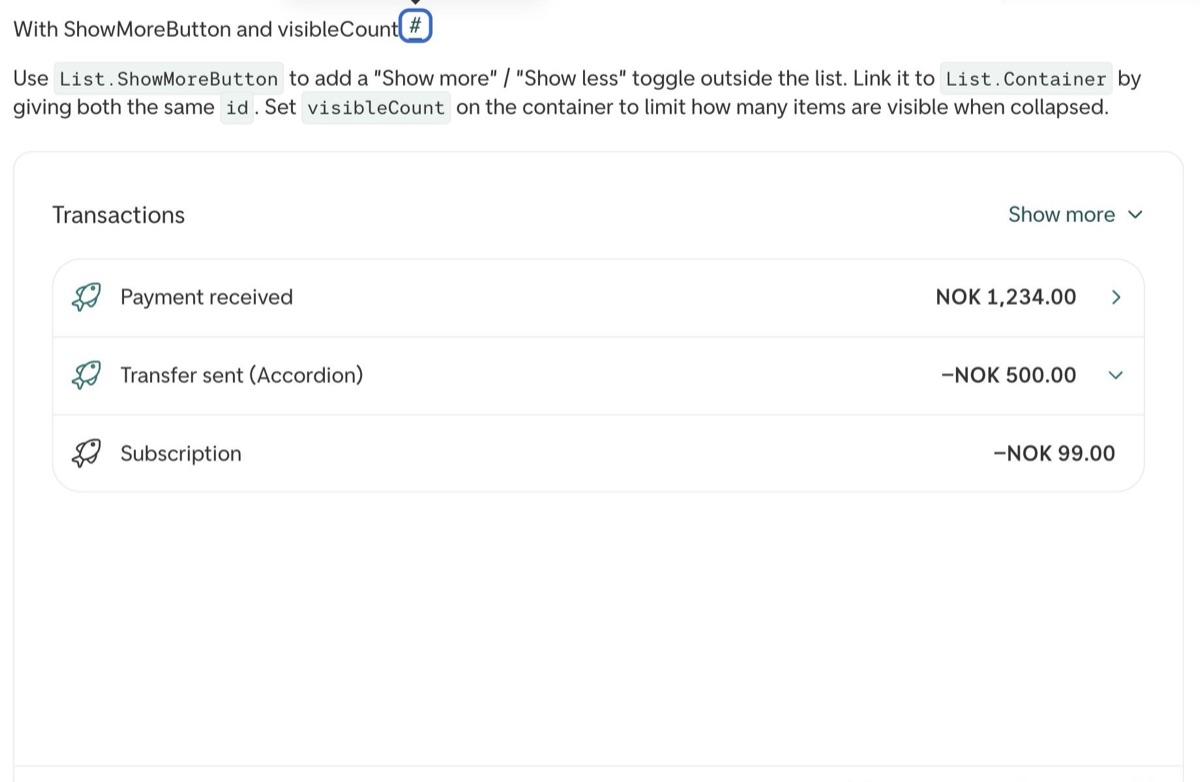 With ShowMoreButton and visibleCount #
Use List.ShowMoreButton to add a "Show more" / "Show less" toggle outside the list. Link it to List.Container by
giving both the same id. Set visibleCount on the container to limit how many items are visible when collapsed.
Transactions Show more
Payment received NOK 1,234.00
Transfer sent (Accordion) −NOK 500.00
Subscription −NOK 99.00